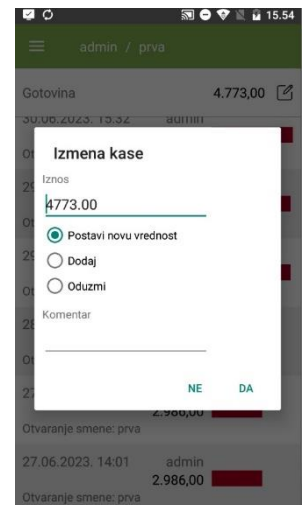 15.54
admin / prva
Gotovina 4.773,00
30.06.2023. 15:32 admin
Izmena kase
Iznos
4773.00
Postavi novu vrednost
Dodaj
Oduzmi
Komentar
NE DA
2.986,00
Otvaranje smene: prva
27.06.2023. 14:01 admin
2.986,00
Otvaranje smene: prva